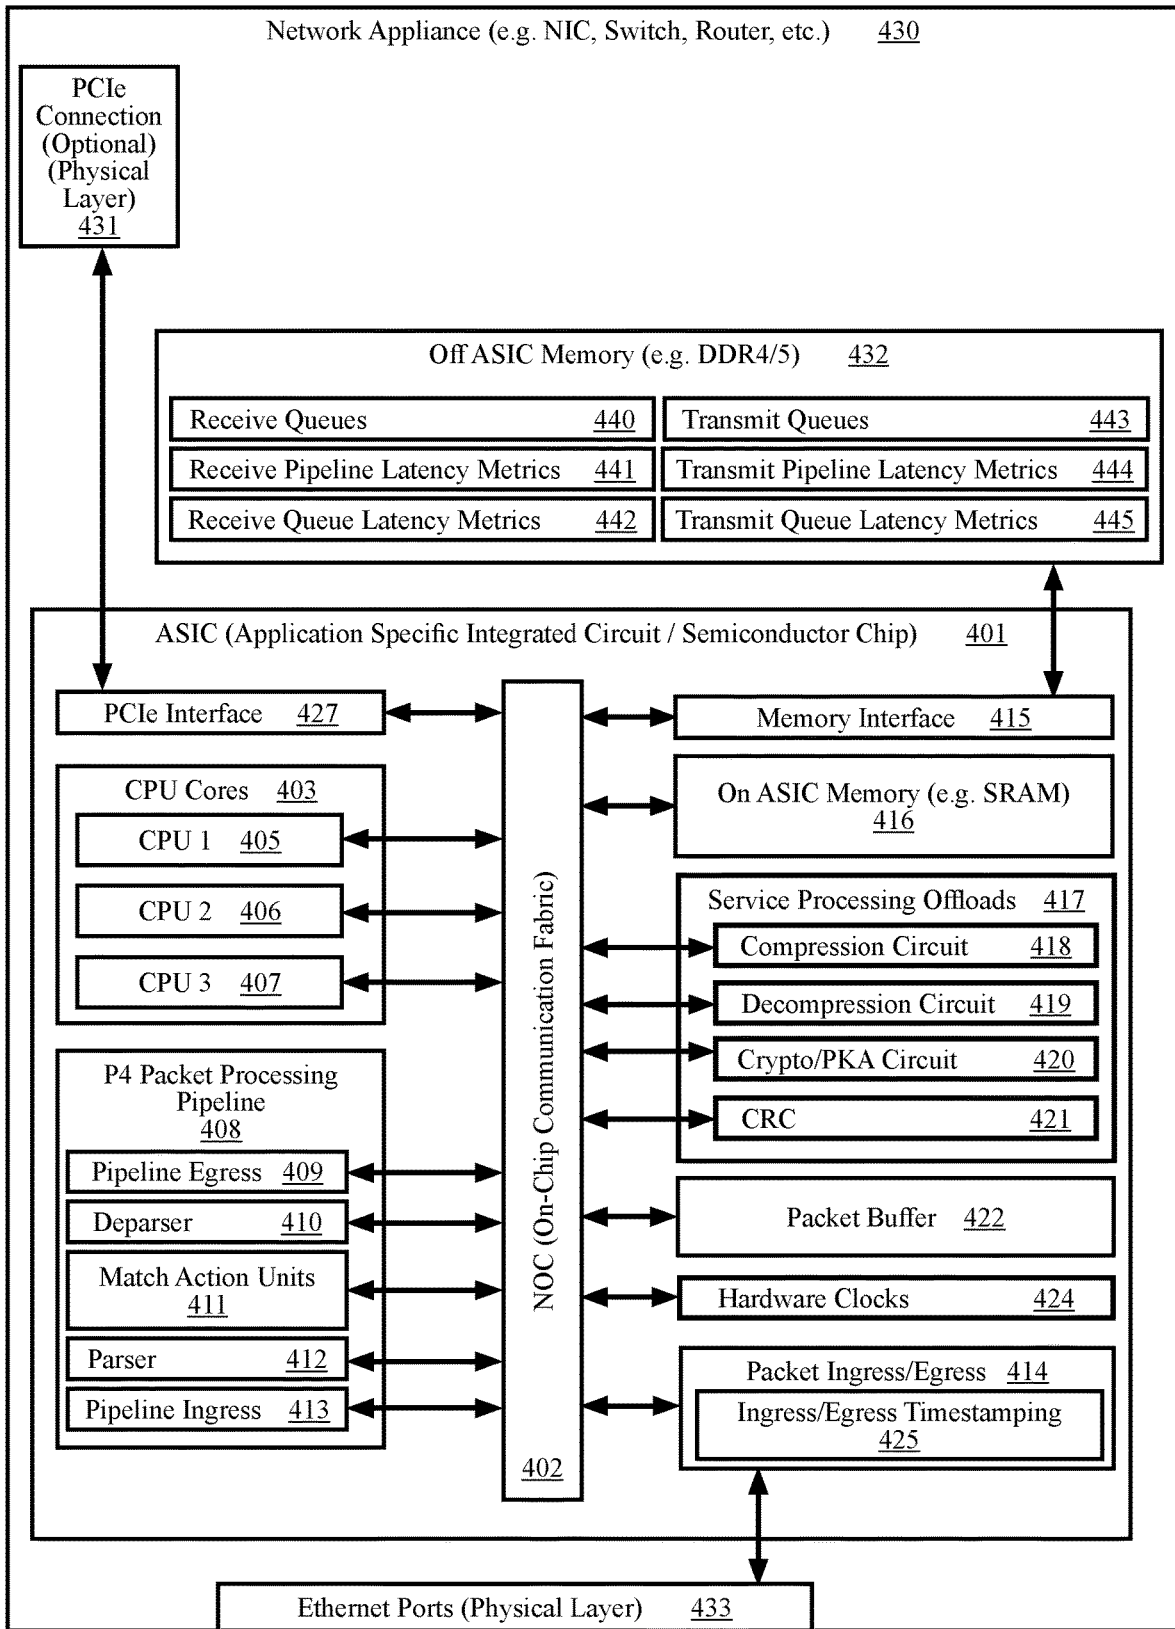 Network Appliance (e.g. NIC, Switch, Router, etc.) 430
PCIe
Connection
(Optional)
(Physical
Layer)
431
Off ASIC Memory (e.g. DDR4/5) 432
Receive Queues 440
Transmit Queues 443
Receive Pipeline Latency Metrics 441
Transmit Pipeline Latency Metrics 444
Receive Queue Latency Metrics 442
Transmit Queue Latency Metrics 445
ASIC (Application Specific Integrated Circuit / Semiconductor Chip) 401
PCIe Interface 427
CPU Cores 403
CPU 1 405
CPU 2 406
CPU 3 407
P4 Packet Processing
Pipeline
408
Pipeline Egress 409
Deparser 410
Match Action Units
411
Parser 412
Pipeline Ingress 413
NOC (On-Chip Communication Fabric)
402
Memory Interface 415
On ASIC Memory (e.g. SRAM)
416
Service Processing Offloads 417
Compression Circuit 418
Decompression Circuit 419
Crypto/PKA Circuit 420
CRC 421
Packet Buffer 422
Hardware Clocks 424
Packet Ingress/Egress 414
Ingress/Egress Timestamping
425
Ethernet Ports (Physical Layer) 433